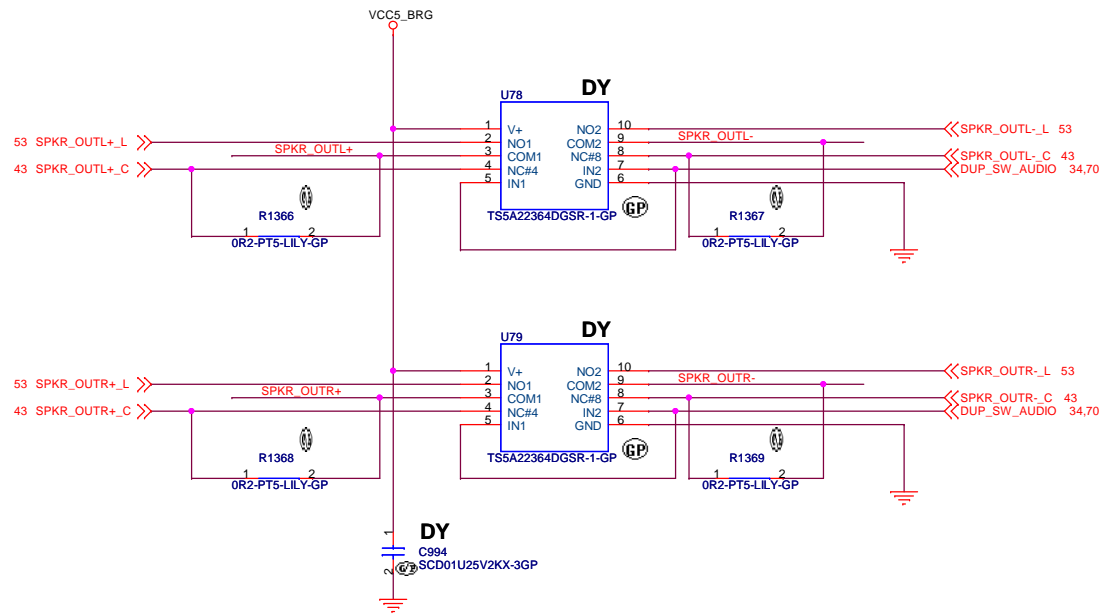 VCC5_BRG
U78
DY
53 SPKR_OUTL+_L
43 SPKR_OUTL+_C
SPKR_OUTL+
1 V+
2 NO1
3 COM1
4 NC#4
5 IN1
NO2 10
COM2 9
NC#8 8
IN2 7
GND 6
SPKR_OUTL-
SPKR_OUTL-_L 53
SPKR_OUTL-_C 43
DUP_SW_AUDIO 34,70
TS5A22364DGSR-1-GP
GP
R1366
1 2
0R2-PT5-LILY-GP
R1367
1 2
0R2-PT5-LILY-GP
U79
DY
53 SPKR_OUTR+_L
43 SPKR_OUTR+_C
SPKR_OUTR+
1 V+
2 NO1
3 COM1
4 NC#4
5 IN1
NO2 10
COM2 9
NC#8 8
IN2 7
GND 6
SPKR_OUTR-
SPKR_OUTR-_L 53
SPKR_OUTR-_C 43
DUP_SW_AUDIO 34,70
TS5A22364DGSR-1-GP
GP
R1368
1 2
0R2-PT5-LILY-GP
R1369
1 2
0R2-PT5-LILY-GP
DY
1
C994
SCD01U25V2KX-3GP
2